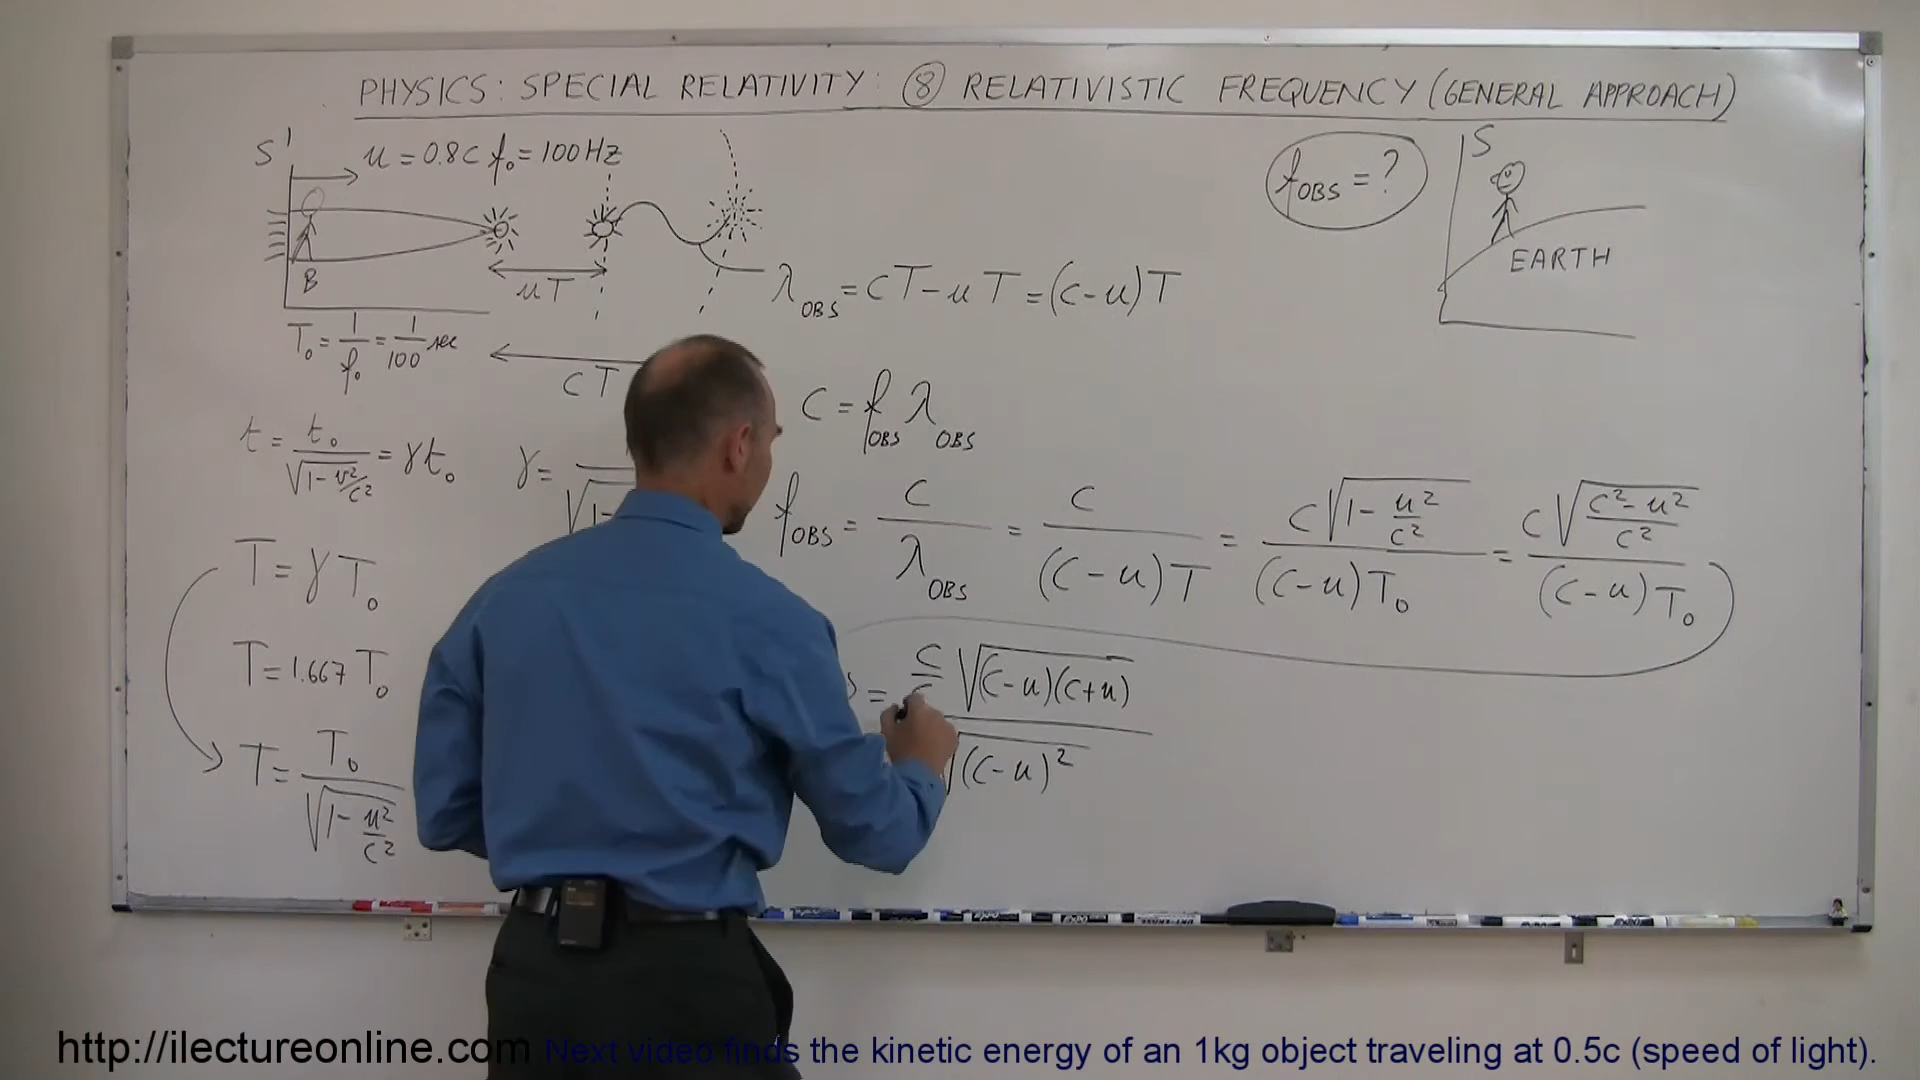 PHYSICS: SPECIAL RELATIVITY: ⑧ RELATIVISTIC FREQUENCY (GENERAL APPROACH)
S' u = 0.8c f₀ = 100 Hz
f_OBS = ?
S
EARTH
B
uT
λ_OBS = cT - uT = (c-u)T
T₀ = 1/f₀ = 1/100 sec
cT
c = f_OBS λ_OBS
t = t₀/√(1-v²/c²) = γt₀
γ =
√1-
f_OBS = c/λ_OBS = c/((c-u)T) = c√(1-u²/c²)/((c-u)T₀) = c√((c²-u²)/c²)/((c-u)T₀)
T = γT₀
T = 1.667 T₀
= c/c √(c-u)(c+u)
√(c-u)²
T = T₀/√(1-u²/c²)
http://ilectureonline.com Next video finds the kinetic energy of an 1kg object traveling at 0.5c (speed of light).